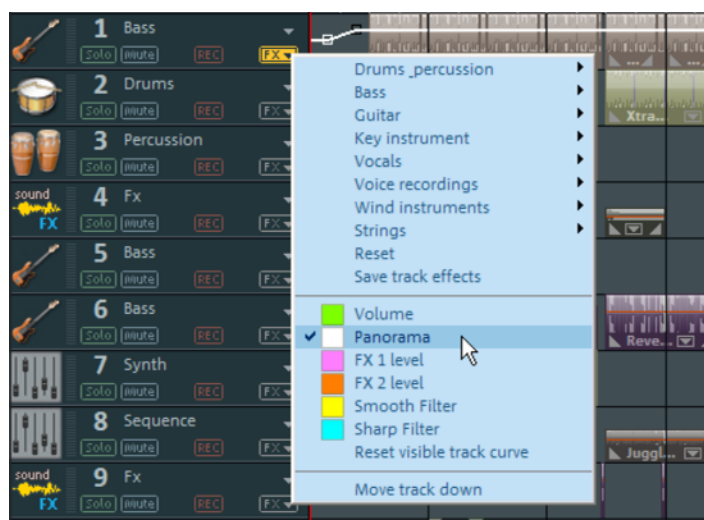 1 Bass
Solo mute REC FX
2 Drums
Solo mute REC FX
3 Percussion
Solo mute REC FX
sound FX
4 Fx
Solo mute REC FX
5 Bass
Solo mute REC FX
6 Bass
Solo mute REC FX
7 Synth
Solo mute REC FX
8 Sequence
Solo mute REC FX
sound FX
9 Fx
Solo mute REC FX
Drums _percussion
Bass
Guitar
Key instrument
Vocals
Voice recordings
Wind instruments
Strings
Reset
Save track effects
Volume
Panorama
FX 1 level
FX 2 level
Smooth Filter
Sharp Filter
Reset visible track curve
Move track down
...
...
Xtra...
Reve...
Juggl...